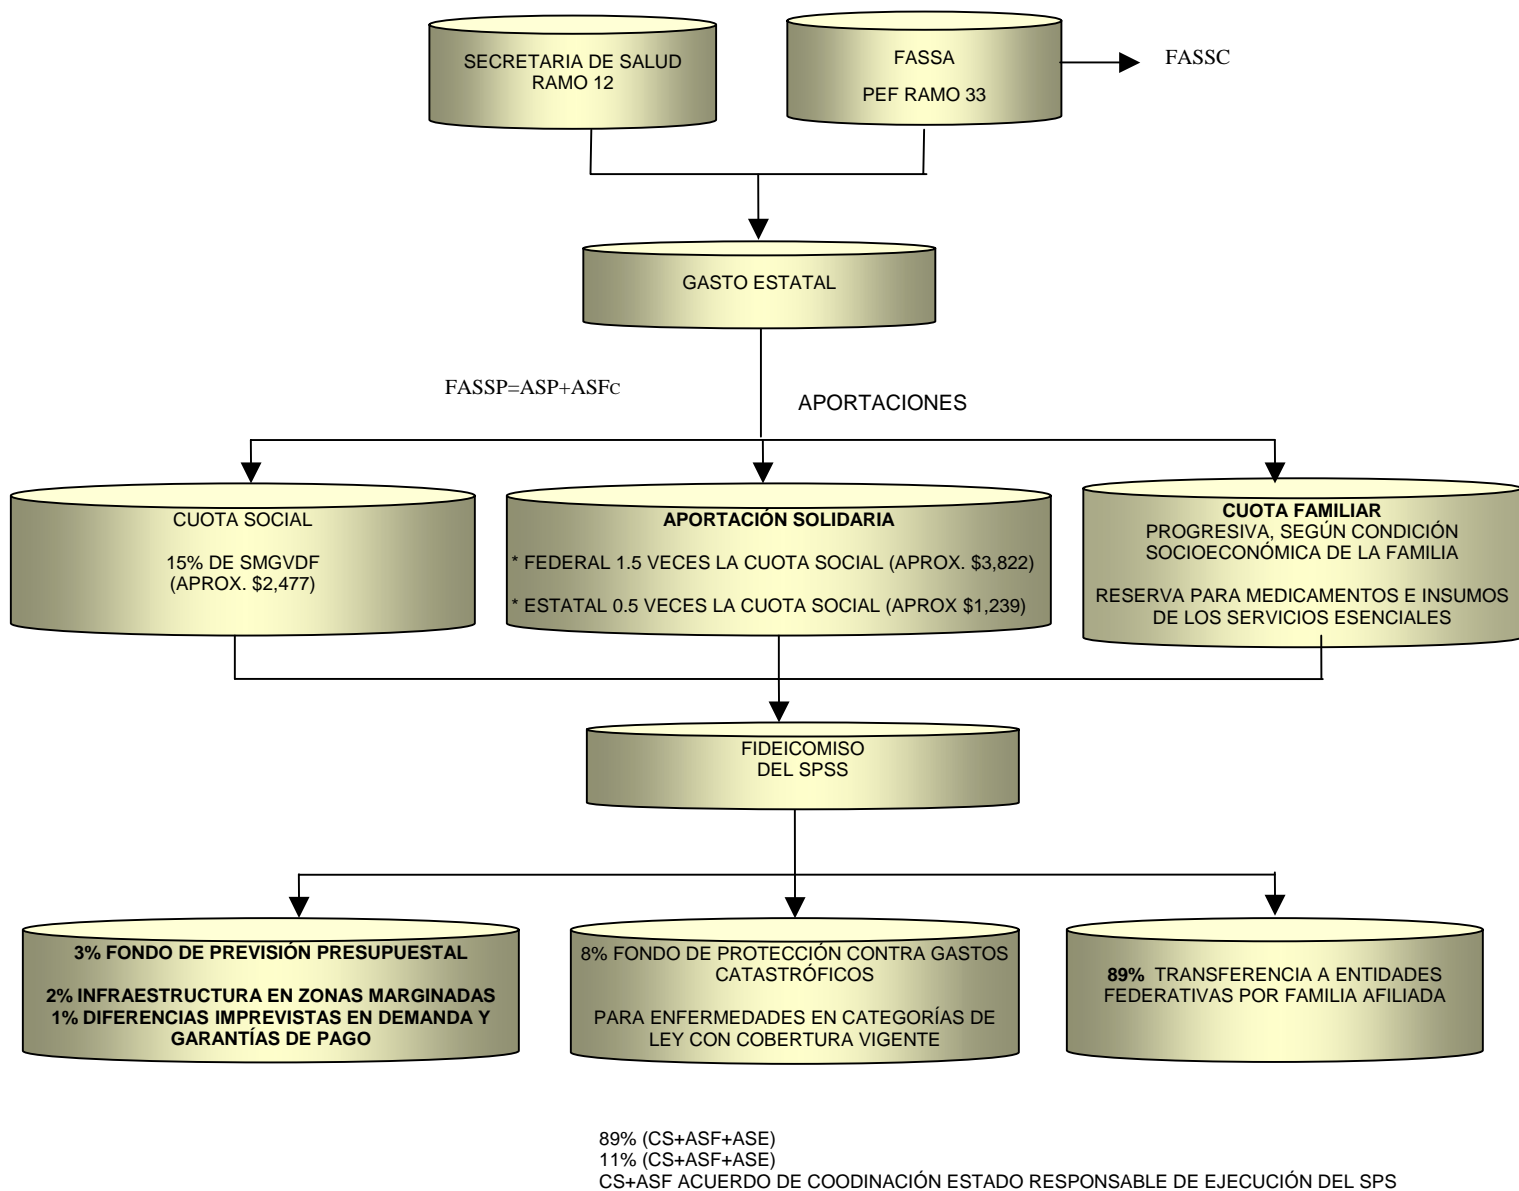 SECRETARIA DE SALUD
RAMO 12
FASSA
PEF RAMO 33
FASSC
GASTO ESTATAL
FASSP=ASP+ASFC
APORTACIONES
CUOTA SOCIAL
15% DE SMGVDF
(APROX. $2,477)
APORTACIÓN SOLIDARIA
* FEDERAL 1.5 VECES LA CUOTA SOCIAL (APROX. $3,822)
* ESTATAL 0.5 VECES LA CUOTA SOCIAL (APROX $1,239)
CUOTA FAMILIAR
PROGRESIVA, SEGÚN CONDICIÓN
SOCIOECONÓMICA DE LA FAMILIA
RESERVA PARA MEDICAMENTOS E INSUMOS
DE LOS SERVICIOS ESENCIALES
FIDEICOMISO
DEL SPSS
3% FONDO DE PREVISIÓN PRESUPUESTAL
2% INFRAESTRUCTURA EN ZONAS MARGINADAS
1% DIFERENCIAS IMPREVISTAS EN DEMANDA Y
GARANTÍAS DE PAGO
8% FONDO DE PROTECCIÓN CONTRA GASTOS
CATASTRÓFICOS
PARA ENFERMEDADES EN CATEGORÍAS DE
LEY CON COBERTURA VIGENTE
89% TRANSFERENCIA A ENTIDADES
FEDERATIVAS POR FAMILIA AFILIADA
89% (CS+ASF+ASE)
11% (CS+ASF+ASE)
CS+ASF ACUERDO DE COODINACIÓN ESTADO RESPONSABLE DE EJECUCIÓN DEL SPS